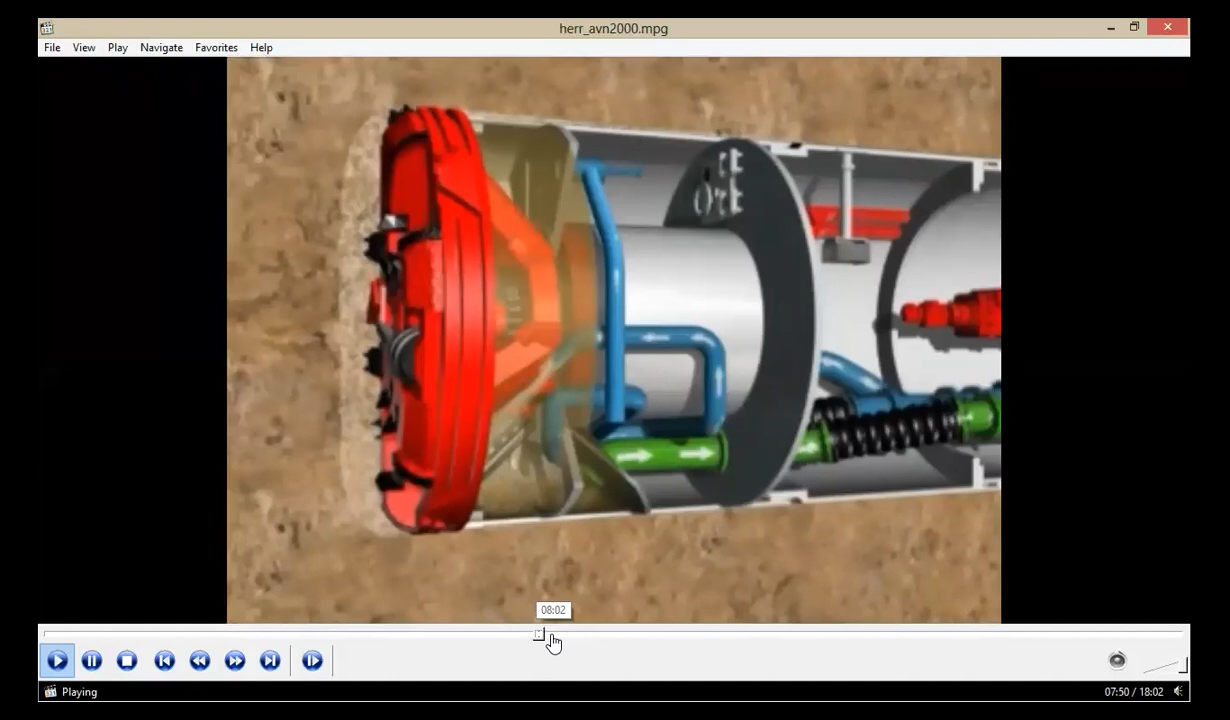 herr_avn2000.mpg
File View Play Navigate Favorites Help
08:02
Playing
07:50 / 18:02